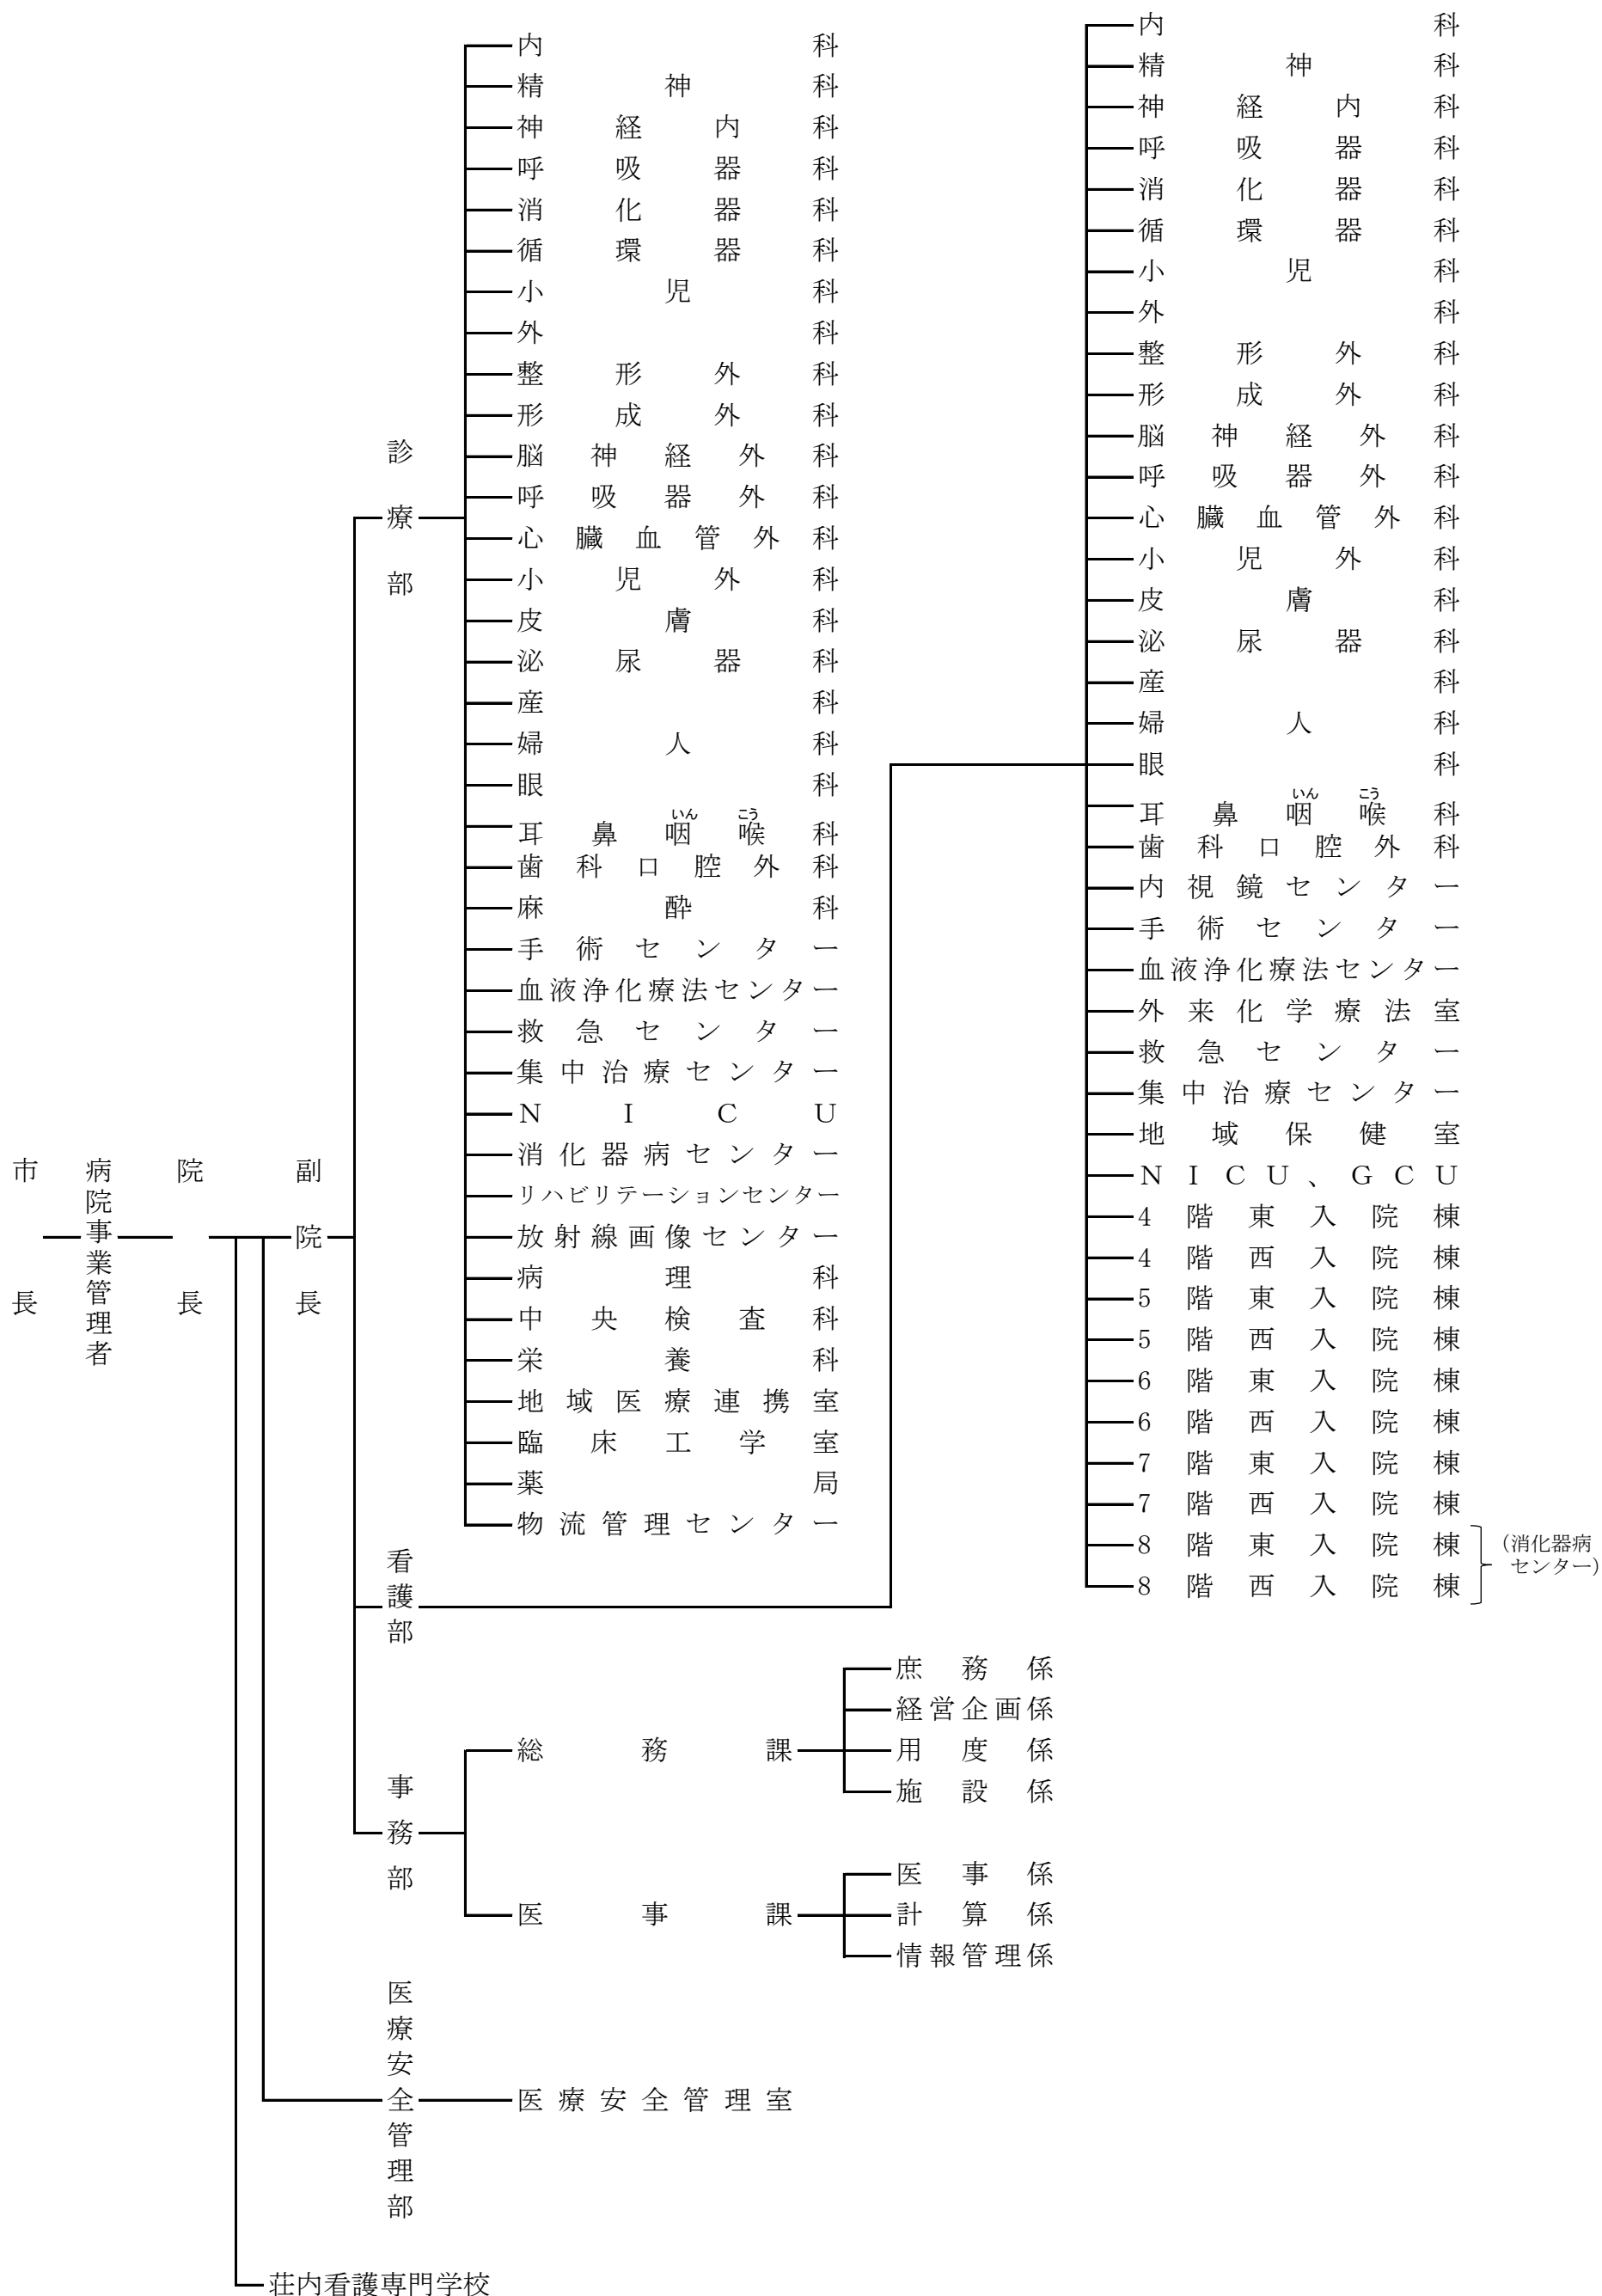 市長
病院事業管理者
院長
副院長
診療部
内科
精神科
神経内科
呼吸器科
消化器科
循環器科
小児科
外科
整形外科
形成外科
脳神経外科
呼吸器外科
心臓血管外科
小児外科
皮膚科
泌尿器科
産科
婦人科
眼科
いん こう
耳鼻咽喉科
歯科口腔外科
麻酔科
手術センター
血液浄化療法センター
救急センター
集中治療センター
NICU
消化器病センター
リハビリテーションセンター
放射線画像センター
病理科
中央検査科
栄養科
地域医療連携室
臨床工学室
薬局
物流管理センター
看護部
内科
精神科
神経内科
呼吸器科
消化器科
循環器科
小児科
外科
整形外科
形成外科
脳神経外科
呼吸器外科
心臓血管外科
小児外科
皮膚科
泌尿器科
産科
婦人科
眼科
いん こう
耳鼻咽喉科
歯科口腔外科
内視鏡センター
手術センター
血液浄化療法センター
外来化学療法室
救急センター
集中治療センター
地域保健室
NICU、GCU
4階東入院棟
4階西入院棟
5階東入院棟
5階西入院棟
6階東入院棟
6階西入院棟
7階東入院棟
7階西入院棟
8階東入院棟
8階西入院棟
（消化器病
センター）
事務部
総務課
庶務係
経営企画係
用度係
施設係
医事課
医事係
計算係
情報管理係
医療安全管理部
医療安全管理室
荘内看護専門学校